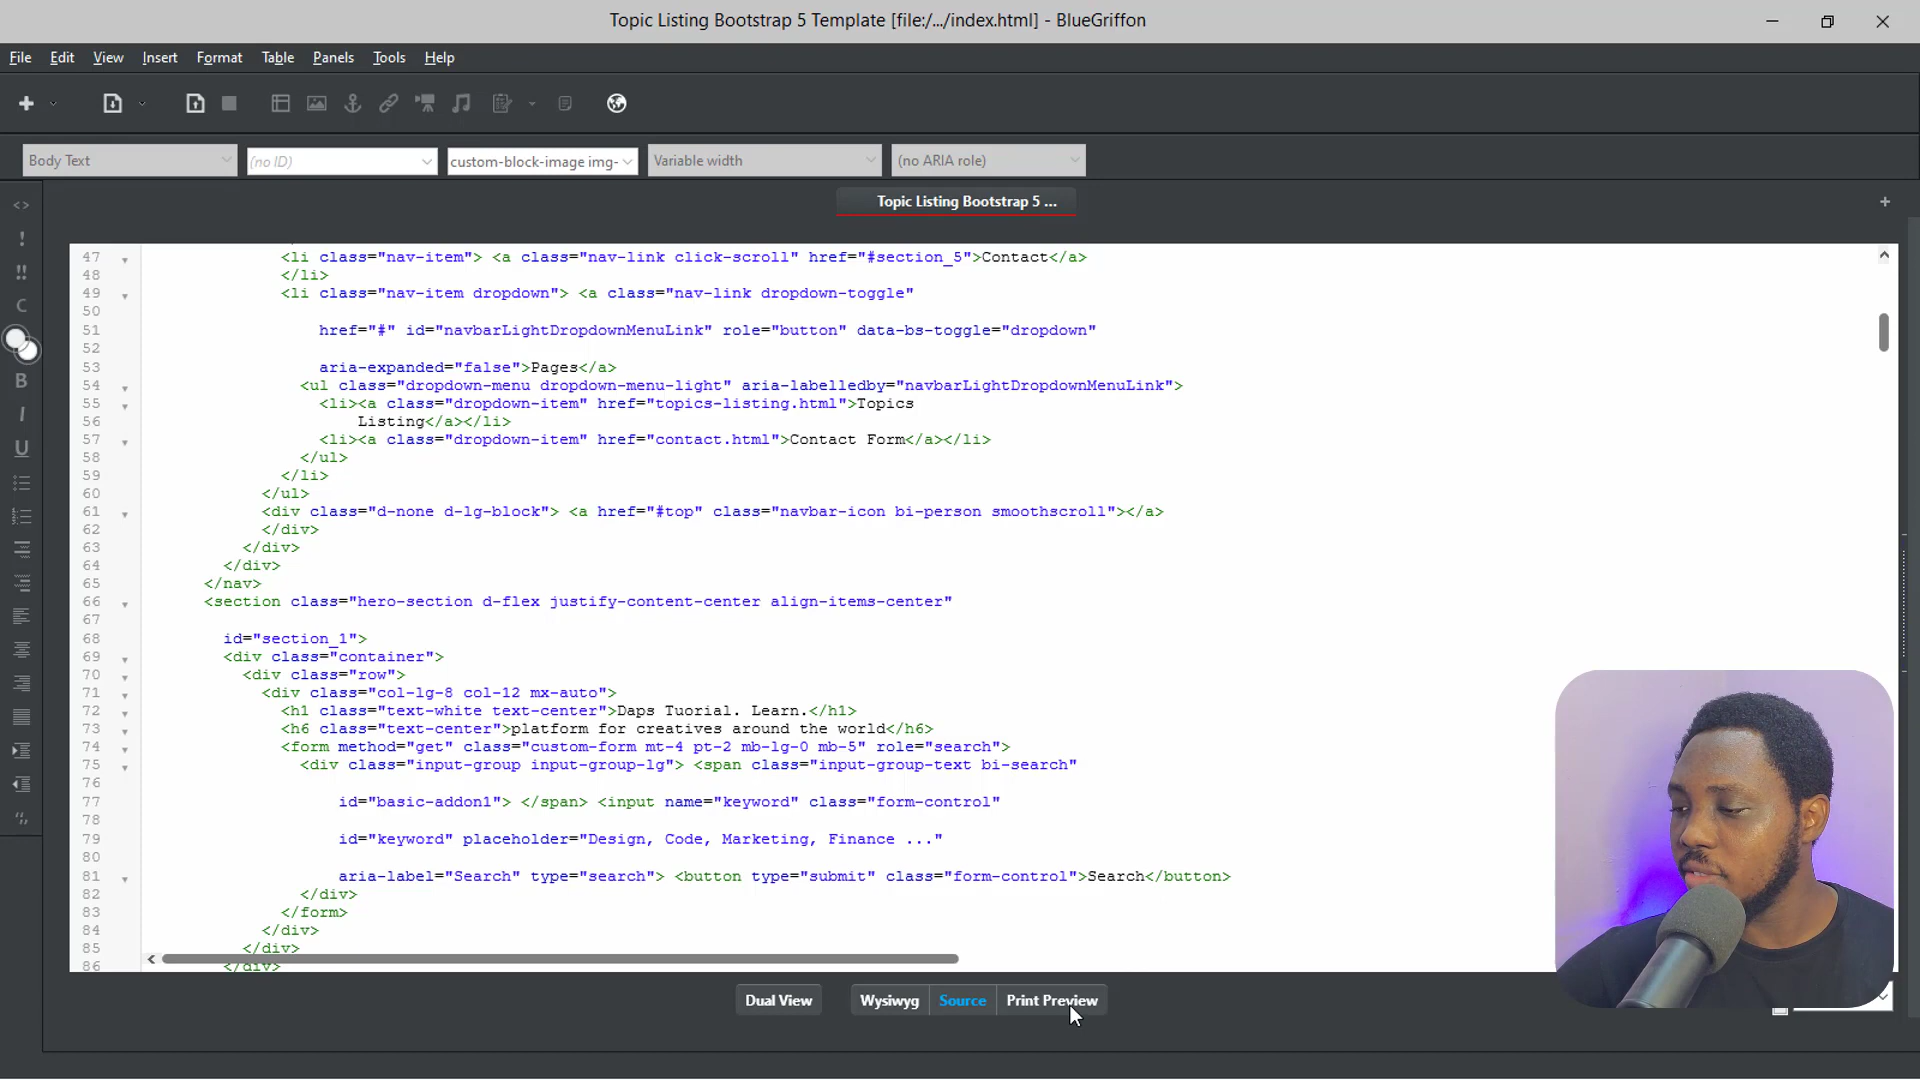 Topic Listing Bootstrap 5 Template [file:/.../index.html] - BlueGriffon
File Edit View Insert Format Table Panels Tools Help
Body Text (no ID) custom-block-image img- Variable width (no ARIA role)
Topic Listing Bootstrap 5 ...
47 <li class="nav-item"> <a class="nav-link click-scroll" href="#section_5">Contact</a>
48 </li>
49 <li class="nav-item dropdown"> <a class="nav-link dropdown-toggle"
50
51 href="#" id="navbarLightDropdownMenuLink" role="button" data-bs-toggle="dropdown"
52
53 aria-expanded="false">Pages</a>
54 <ul class="dropdown-menu dropdown-menu-light" aria-labelledby="navbarLightDropdownMenuLink">
55 <li><a class="dropdown-item" href="topics-listing.html">Topics
56 Listing</a></li>
57 <li><a class="dropdown-item" href="contact.html">Contact Form</a></li>
58 </ul>
59 </li>
60 </ul>
61 <div class="d-none d-lg-block"> <a href="#top" class="navbar-icon bi-person smoothscroll"></a>
62 </div>
63 </div>
64 </div>
65 </nav>
66 <section class="hero-section d-flex justify-content-center align-items-center"
67
68 id="section_1">
69 <div class="container">
70 <div class="row">
71 <div class="col-lg-8 col-12 mx-auto">
72 <h1 class="text-white text-center">Daps Tuorial. Learn.</h1>
73 <h6 class="text-center">platform for creatives around the world</h6>
74 <form method="get" class="custom-form mt-4 pt-2 mb-lg-0 mb-5" role="search">
75 <div class="input-group input-group-lg"> <span class="input-group-text bi-search"
76
77 id="basic-addon1"> </span> <input name="keyword" class="form-control"
78
79 id="keyword" placeholder="Design, Code, Marketing, Finance ..."
80
81 aria-label="Search" type="search"> <button type="submit" class="form-control">Search</button>
82 </div>
83 </form>
84 </div>
85 </div>
86 </div>
Dual View Wysiwyg Source Print Preview